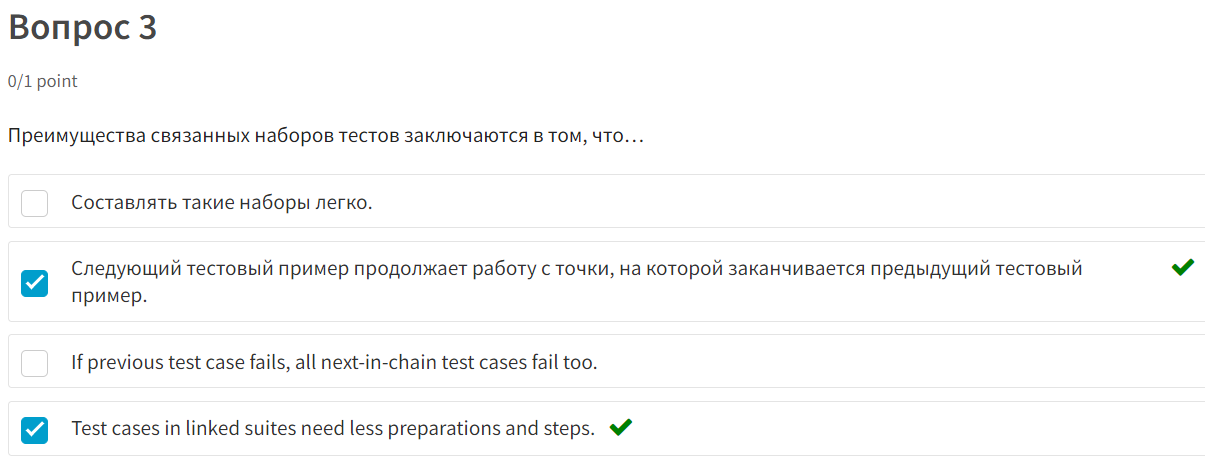 Вопрос 3
0/1 point
Преимущества связанных наборов тестов заключаются в том, что…
Составлять такие наборы легко.
Следующий тестовый пример продолжает работу с точки, на которой заканчивается предыдущий тестовый
пример.
If previous test case fails, all next-in-chain test cases fail too.
Test cases in linked suites need less preparations and steps.